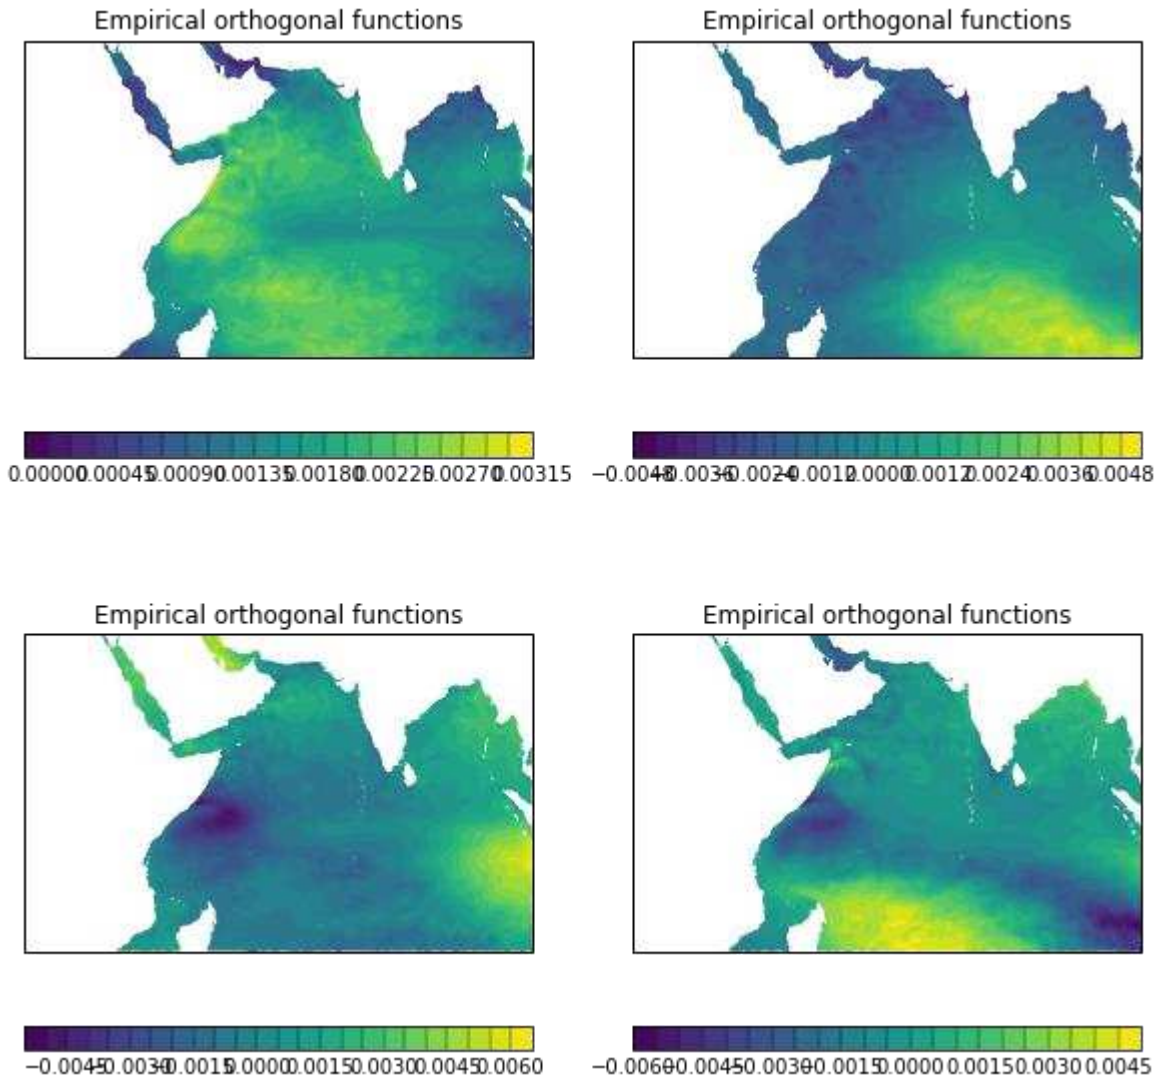 Empirical orthogonal functions
Empirical orthogonal functions
0.00000 0.00045 0.00090 0.00135 0.00180 0.00225 0.00270 0.00315
−0.0048 −0.0036 −0.0024 −0.0012 0.0000 0.0012 0.0024 0.0036 0.0048
Empirical orthogonal functions
Empirical orthogonal functions
−0.0045 −0.0030 −0.0015 0.0000 0.0015 0.0030 0.0045 0.0060
−0.0060 −0.0045 −0.0030 −0.0015 0.0000 0.0015 0.0030 0.0045